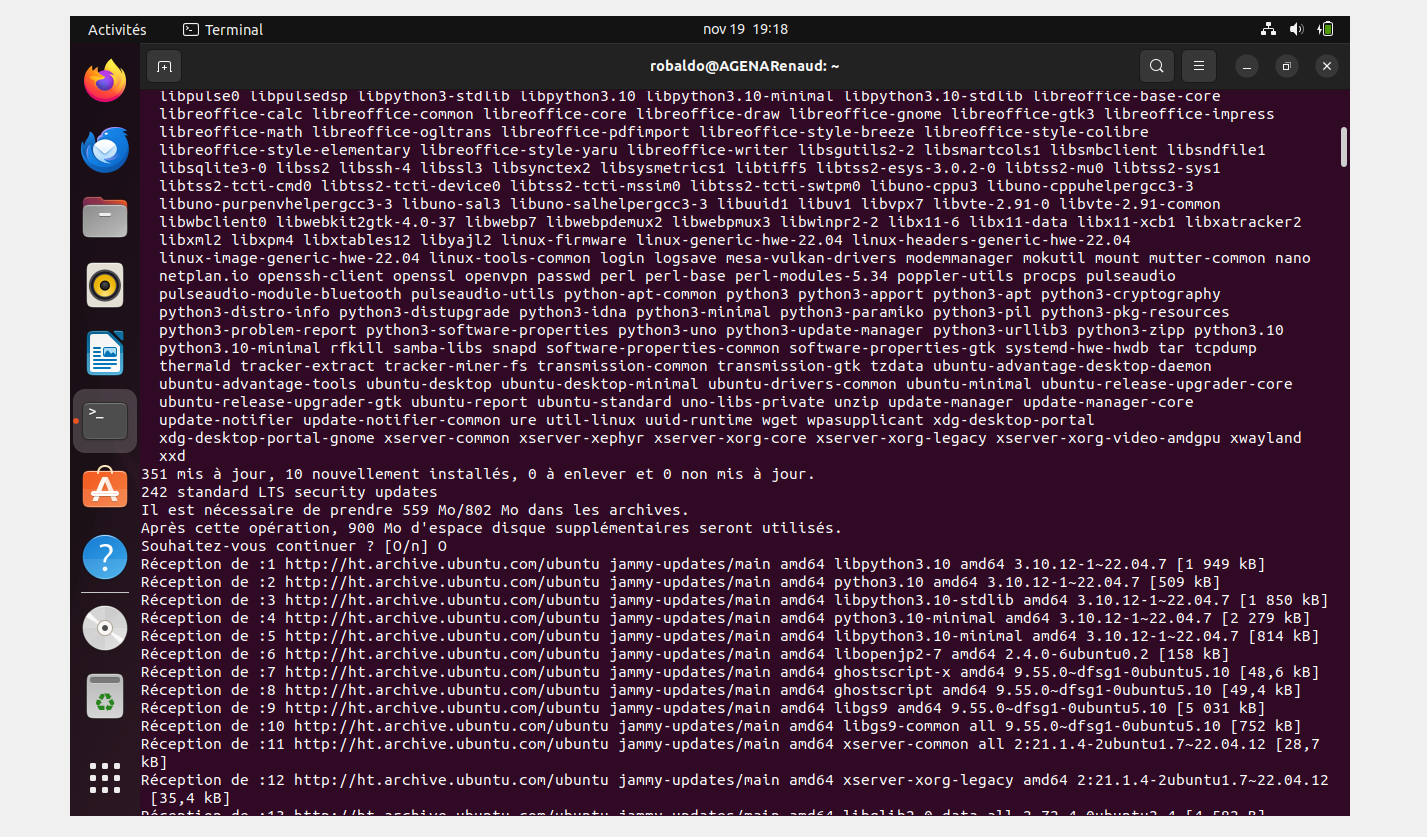 Activités
Terminal
nov 19 19:18
robaldo@AGENARenaud: ~
libpulse0 libpulsedsp libpython3-stdlib libpython3.10 libpython3.10-minimal libpython3.10-stdlib libreoffice-base-core
libreoffice-calc libreoffice-common libreoffice-core libreoffice-draw libreoffice-gnome libreoffice-gtk3 libreoffice-impress
libreoffice-math libreoffice-ogltrans libreoffice-pdfimport libreoffice-style-breeze libreoffice-style-colibre
libreoffice-style-elementary libreoffice-style-yaru libreoffice-writer libsgutils2-2 libsmartcols1 libsmbclient libsndfile1
libsqlite3-0 libss2 libssh-4 libssl3 libsynctex2 libsysmetrics1 libtiff5 libtss2-esys-3.0.2-0 libtss2-mu0 libtss2-sys1
libtss2-tcti-cmd0 libtss2-tcti-device0 libtss2-tcti-mssim0 libtss2-tcti-swtpm0 libuno-cppu3 libuno-cppuhelpergcc3-3
libuno-purpenvhelpergcc3-3 libuno-sal3 libuno-salhelpergcc3-3 libuuid1 libuv1 libvpx7 libvte-2.91-0 libvte-2.91-common
libwbclient0 libwebkit2gtk-4.0-37 libwebp7 libwebpdemux2 libwebpmux3 libwinpr2-2 libx11-6 libx11-data libx11-xcb1 libxatracker2
libxml2 libxpm4 libxtables12 libyajl2 linux-firmware linux-generic-hwe-22.04 linux-headers-generic-hwe-22.04
linux-image-generic-hwe-22.04 linux-tools-common login logsave mesa-vulkan-drivers modemmanager mokutil mount mutter-common nano
netplan.io openssh-client openssl openvpn passwd perl perl-base perl-modules-5.34 poppler-utils procps pulseaudio
pulseaudio-module-bluetooth pulseaudio-utils python-apt-common python3 python3-apport python3-apt python3-cryptography
python3-distro-info python3-distupgrade python3-idna python3-minimal python3-paramiko python3-pil python3-pkg-resources
python3-problem-report python3-software-properties python3-uno python3-update-manager python3-urllib3 python3-zipp python3.10
python3.10-minimal rfkill samba-libs snapd software-properties-common software-properties-gtk systemd-hwe-hwdb tar tcpdump
thermald tracker-extract tracker-miner-fs transmission-common transmission-gtk tzdata ubuntu-advantage-desktop-daemon
ubuntu-advantage-tools ubuntu-desktop ubuntu-desktop-minimal ubuntu-drivers-common ubuntu-minimal ubuntu-release-upgrader-core
ubuntu-release-upgrader-gtk ubuntu-report ubuntu-standard uno-libs-private unzip update-manager update-manager-core
update-notifier update-notifier-common ure util-linux uuid-runtime wget wpasupplicant xdg-desktop-portal
xdg-desktop-portal-gnome xserver-common xserver-xephyr xserver-xorg-core xserver-xorg-legacy xserver-xorg-video-amdgpu xwayland
xxd
351 mis à jour, 10 nouvellement installés, 0 à enlever et 0 non mis à jour.
242 standard LTS security updates
Il est nécessaire de prendre 559 Mo/802 Mo dans les archives.
Après cette opération, 900 Mo d'espace disque supplémentaires seront utilisés.
Souhaitez-vous continuer ? [O/n] O
Réception de :1 http://ht.archive.ubuntu.com/ubuntu jammy-updates/main amd64 libpython3.10 amd64 3.10.12-1~22.04.7 [1 949 kB]
Réception de :2 http://ht.archive.ubuntu.com/ubuntu jammy-updates/main amd64 python3.10 amd64 3.10.12-1~22.04.7 [509 kB]
Réception de :3 http://ht.archive.ubuntu.com/ubuntu jammy-updates/main amd64 libpython3.10-stdlib amd64 3.10.12-1~22.04.7 [1 850 kB]
Réception de :4 http://ht.archive.ubuntu.com/ubuntu jammy-updates/main amd64 python3.10-minimal amd64 3.10.12-1~22.04.7 [2 279 kB]
Réception de :5 http://ht.archive.ubuntu.com/ubuntu jammy-updates/main amd64 libpython3.10-minimal amd64 3.10.12-1~22.04.7 [814 kB]
Réception de :6 http://ht.archive.ubuntu.com/ubuntu jammy-updates/main amd64 libopenjp2-7 amd64 2.4.0-6ubuntu0.2 [158 kB]
Réception de :7 http://ht.archive.ubuntu.com/ubuntu jammy-updates/main amd64 ghostscript-x amd64 9.55.0~dfsg1-0ubuntu5.10 [48,6 kB]
Réception de :8 http://ht.archive.ubuntu.com/ubuntu jammy-updates/main amd64 ghostscript amd64 9.55.0~dfsg1-0ubuntu5.10 [49,4 kB]
Réception de :9 http://ht.archive.ubuntu.com/ubuntu jammy-updates/main amd64 libgs9 amd64 9.55.0~dfsg1-0ubuntu5.10 [5 031 kB]
Réception de :10 http://ht.archive.ubuntu.com/ubuntu jammy-updates/main amd64 libgs9-common all 9.55.0~dfsg1-0ubuntu5.10 [752 kB]
Réception de :11 http://ht.archive.ubuntu.com/ubuntu jammy-updates/main amd64 xserver-common all 2:21.1.4-2ubuntu1.7~22.04.12 [28,7
kB]
Réception de :12 http://ht.archive.ubuntu.com/ubuntu jammy-updates/main amd64 xserver-xorg-legacy amd64 2:21.1.4-2ubuntu1.7~22.04.12
[35,4 kB]